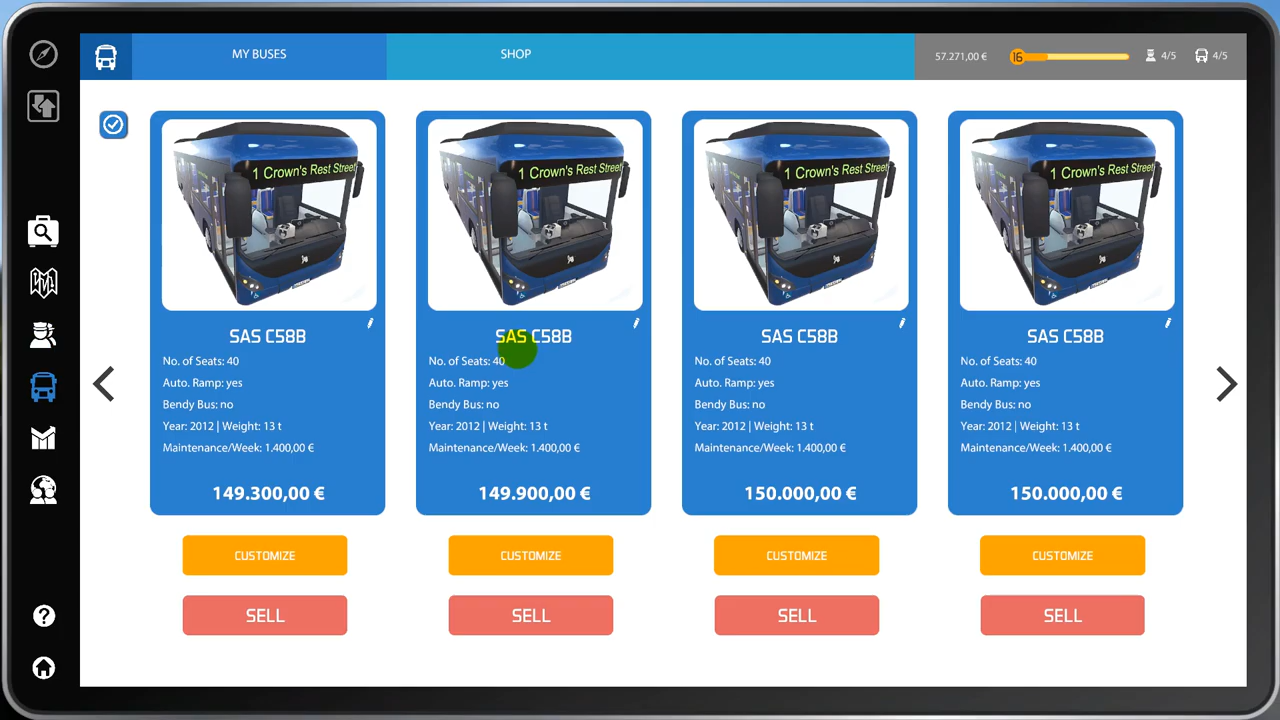 MY BUSES
SHOP
57.271,00 €
16
4/5
4/5
1 Crown's Rest Street
SAS C58B
No. of Seats: 40
Auto. Ramp: yes
Bendy Bus: no
Year: 2012 | Weight: 13 t
Maintenance/Week: 1.400,00 €
149.300,00 €
CUSTOMIZE
SELL
1 Crown's Rest Street
SAS C58B
No. of Seats: 40
Auto. Ramp: yes
Bendy Bus: no
Year: 2012 | Weight: 13 t
Maintenance/Week: 1.400,00 €
149.900,00 €
CUSTOMIZE
SELL
1 Crown's Rest Street
SAS C58B
No. of Seats: 40
Auto. Ramp: yes
Bendy Bus: no
Year: 2012 | Weight: 13 t
Maintenance/Week: 1.400,00 €
150.000,00 €
CUSTOMIZE
SELL
1 Crown's Rest Street
SAS C58B
No. of Seats: 40
Auto. Ramp: yes
Bendy Bus: no
Year: 2012 | Weight: 13 t
Maintenance/Week: 1.400,00 €
150.000,00 €
CUSTOMIZE
SELL
?